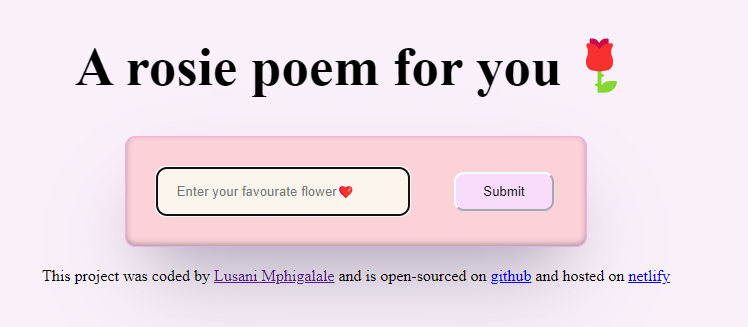 A rosie poem for you 🌹
Enter your favourate flower❤️
Submit
This project was coded by Lusani Mphigalale and is open-sourced on github and hosted on netlify